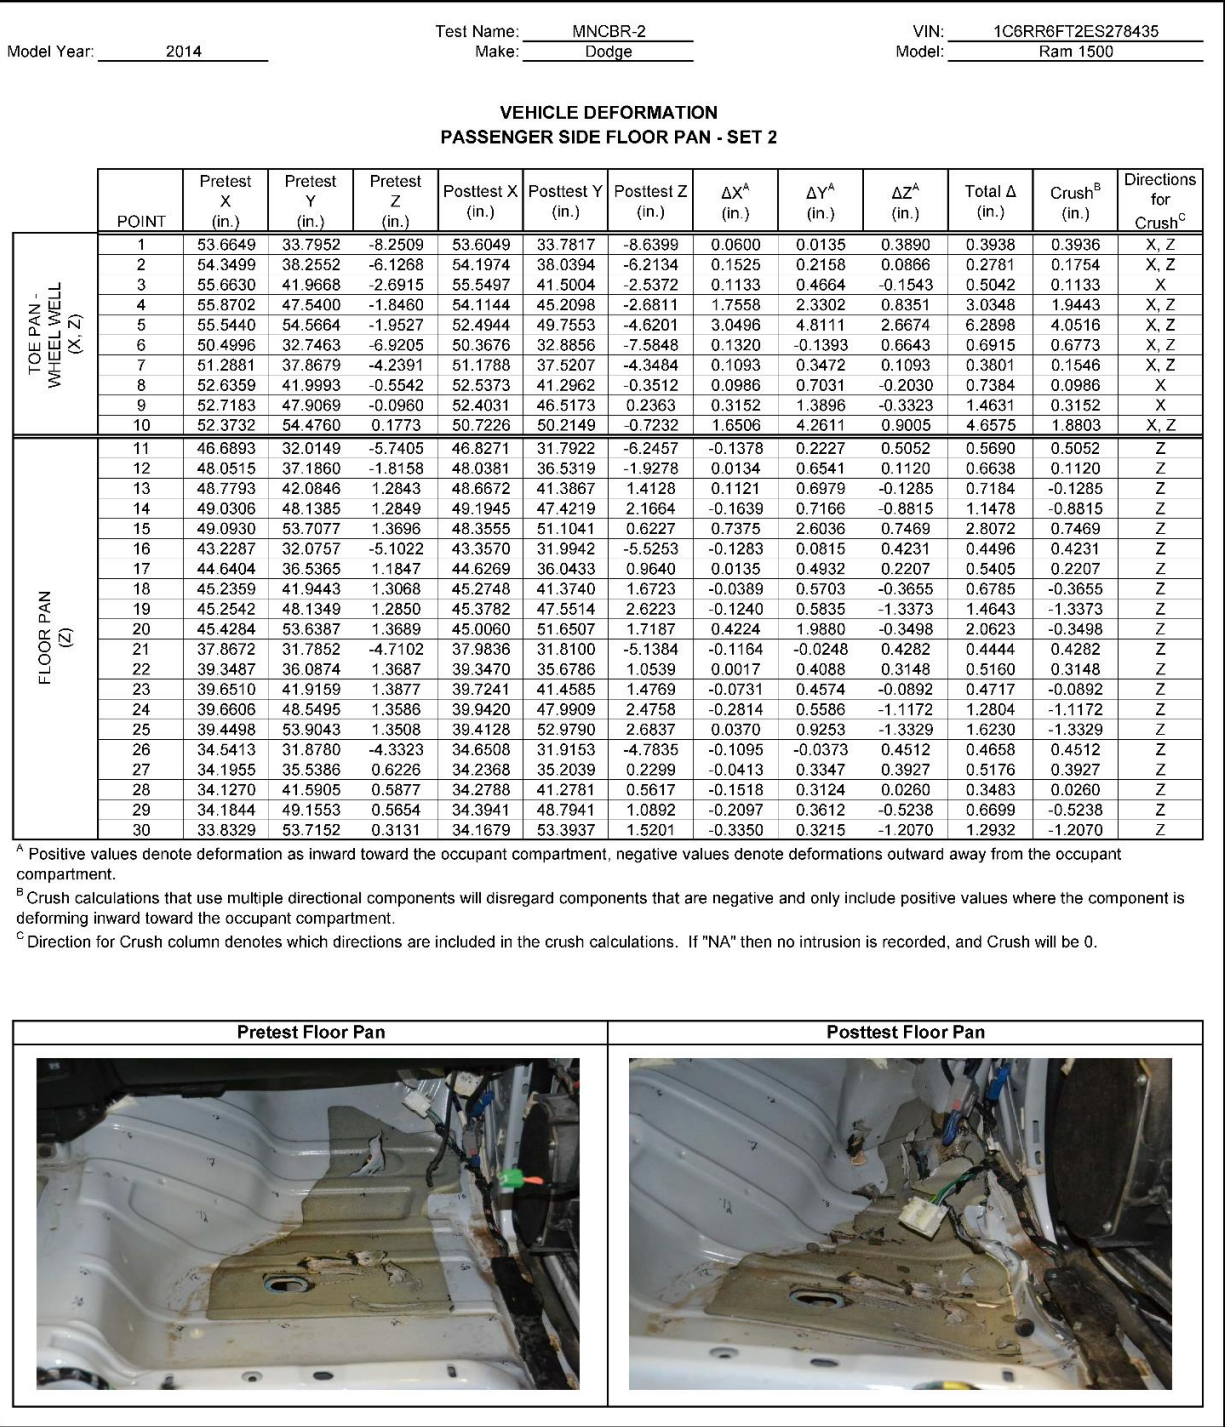 Test Name: MNCBR-2 VIN: 1C6RR6FT2ES278435
Model Year: 2014 Make: Dodge Model: Ram 1500
VEHICLE DEFORMATION
PASSENGER SIDE FLOOR PAN - SET 2
POINT Pretest X (in.) Pretest Y (in.) Pretest Z (in.) Posttest X (in.) Posttest Y (in.) Posttest Z (in.) ΔXᴬ (in.) ΔYᴬ (in.) ΔZᴬ (in.) Total Δ (in.) Crushᴮ (in.) Directions for Crushᶜ
TOE PAN - WHEEL WELL (X, Z)
1 53.6649 33.7952 -8.2509 53.6049 33.7817 -8.6399 0.0600 0.0135 0.3890 0.3938 0.3936 X, Z
2 54.3499 38.2552 -6.1268 54.1974 38.0394 -6.2134 0.1525 0.2158 0.0866 0.2781 0.1754 X, Z
3 55.6630 41.9668 -2.6915 55.5497 41.5004 -2.5372 0.1133 0.4664 -0.1543 0.5042 0.1133 X
4 55.8702 47.5400 -1.8460 54.1144 45.2098 -2.6811 1.7558 2.3302 0.8351 3.0348 1.9443 X, Z
5 55.5440 54.5664 -1.9527 52.4944 49.7553 -4.6201 3.0496 4.8111 2.6674 6.2898 4.0516 X, Z
6 50.4996 32.7463 -6.9205 50.3676 32.8856 -7.5848 0.1320 -0.1393 0.6643 0.6915 0.6773 X, Z
7 51.2881 37.8679 -4.2391 51.1788 37.5207 -4.3484 0.1093 0.3472 0.1093 0.3801 0.1546 X, Z
8 52.6359 41.9993 -0.5542 52.5373 41.2962 -0.3512 0.0986 0.7031 -0.2030 0.7384 0.0986 X
9 52.7183 47.9069 -0.0960 52.4031 46.5173 0.2363 0.3152 1.3896 -0.3323 1.4631 0.3152 X
10 52.3732 54.4760 0.1773 50.7226 50.2149 -0.7232 1.6506 4.2611 0.9005 4.6575 1.8803 X, Z
FLOOR PAN (Z)
11 46.6893 32.0149 -5.7405 46.8271 31.7922 -6.2457 -0.1378 0.2227 0.5052 0.5690 0.5052 Z
12 48.0515 37.1860 -1.8158 48.0381 36.5319 -1.9278 0.0134 0.6541 0.1120 0.6638 0.1120 Z
13 48.7793 42.0846 1.2843 48.6672 41.3867 1.4128 0.1121 0.6979 -0.1285 0.7184 -0.1285 Z
14 49.0306 48.1385 1.2849 49.1945 47.4219 2.1664 -0.1639 0.7166 -0.8815 1.1478 -0.8815 Z
15 49.0930 53.7077 1.3696 48.3555 51.1041 0.6227 0.7375 2.6036 0.7469 2.8072 0.7469 Z
16 43.2287 32.0757 -5.1022 43.3570 31.9942 -5.5253 -0.1283 0.0815 0.4231 0.4496 0.4231 Z
17 44.6404 36.5365 1.1847 44.6269 36.0433 0.9640 0.0135 0.4932 0.2207 0.5405 0.2207 Z
18 45.2359 41.9443 1.3068 45.2748 41.3740 1.6723 -0.0389 0.5703 -0.3655 0.6785 -0.3655 Z
19 45.2542 48.1349 1.2850 45.3782 47.5514 2.6223 -0.1240 0.5835 -1.3373 1.4643 -1.3373 Z
20 45.4284 53.6387 1.3689 45.0060 51.6507 1.7187 0.4224 1.9880 -0.3498 2.0623 -0.3498 Z
21 37.8672 31.7852 -4.7102 37.9836 31.8100 -5.1384 -0.1164 -0.0248 0.4282 0.4444 0.4282 Z
22 39.3487 36.0874 1.3687 39.3470 35.6786 1.0539 0.0017 0.4088 0.3148 0.5160 0.3148 Z
23 39.6510 41.9159 1.3877 39.7241 41.4585 1.4769 -0.0731 0.4574 -0.0892 0.4717 -0.0892 Z
24 39.6606 48.5495 1.3586 39.9420 47.9909 2.4758 -0.2814 0.5586 -1.1172 1.2804 -1.1172 Z
25 39.4498 53.9043 1.3508 39.4128 52.9790 2.6837 0.0370 0.9253 -1.3329 1.6230 -1.3329 Z
26 34.5413 31.8780 -4.3323 34.6508 31.9153 -4.7835 -0.1095 -0.0373 0.4512 0.4658 0.4512 Z
27 34.1955 35.5386 0.6226 34.2368 35.2039 0.2299 -0.0413 0.3347 0.3927 0.5176 0.3927 Z
28 34.1270 41.5905 0.5877 34.2788 41.2781 0.5617 -0.1518 0.3124 0.0260 0.3483 0.0260 Z
29 34.1844 49.1553 0.5654 34.3941 48.7941 1.0892 -0.2097 0.3612 -0.5238 0.6699 -0.5238 Z
30 33.8329 53.7152 0.3131 34.1679 53.3937 1.5201 -0.3350 0.3215 -1.2070 1.2932 -1.2070 Z
ᴬ Positive values denote deformation as inward toward the occupant compartment, negative values denote deformations outward away from the occupant
compartment.
ᴮ Crush calculations that use multiple directional components will disregard components that are negative and only include positive values where the component is
deforming inward toward the occupant compartment.
ᶜ Direction for Crush column denotes which directions are included in the crush calculations. If "NA" then no intrusion is recorded, and Crush will be 0.
Pretest Floor Pan Posttest Floor Pan